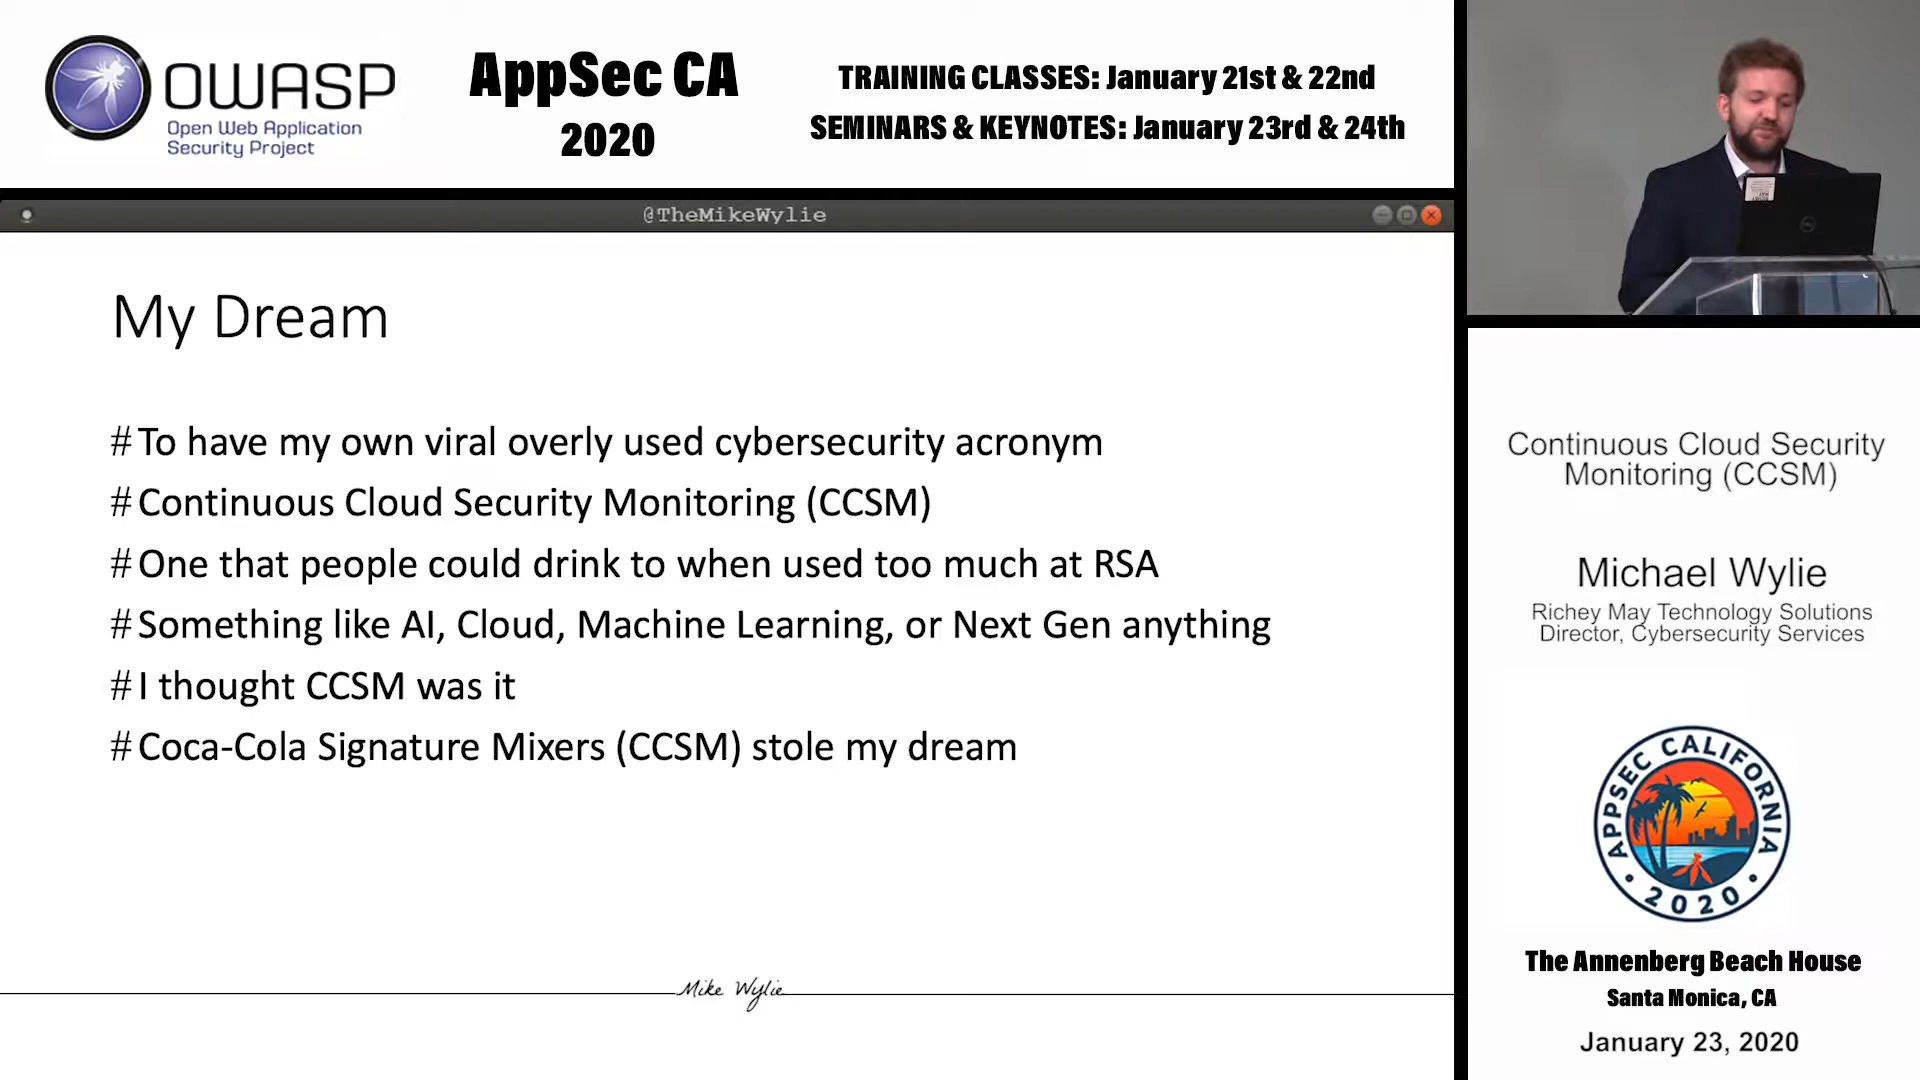 OWASP
Open Web Application
Security Project
AppSec CA
2020
TRAINING CLASSES: January 21st & 22nd
SEMINARS & KEYNOTES: January 23rd & 24th
@TheMikeWylie
My Dream
# To have my own viral overly used cybersecurity acronym
# Continuous Cloud Security Monitoring (CCSM)
# One that people could drink to when used too much at RSA
# Something like AI, Cloud, Machine Learning, or Next Gen anything
# I thought CCSM was it
# Coca-Cola Signature Mixers (CCSM) stole my dream
Mike Wylie
Continuous Cloud Security
Monitoring (CCSM)
Michael Wylie
Richey May Technology Solutions
Director, Cybersecurity Services
APPSEC CALIFORNIA
2020
The Annenberg Beach House
Santa Monica, CA
January 23, 2020